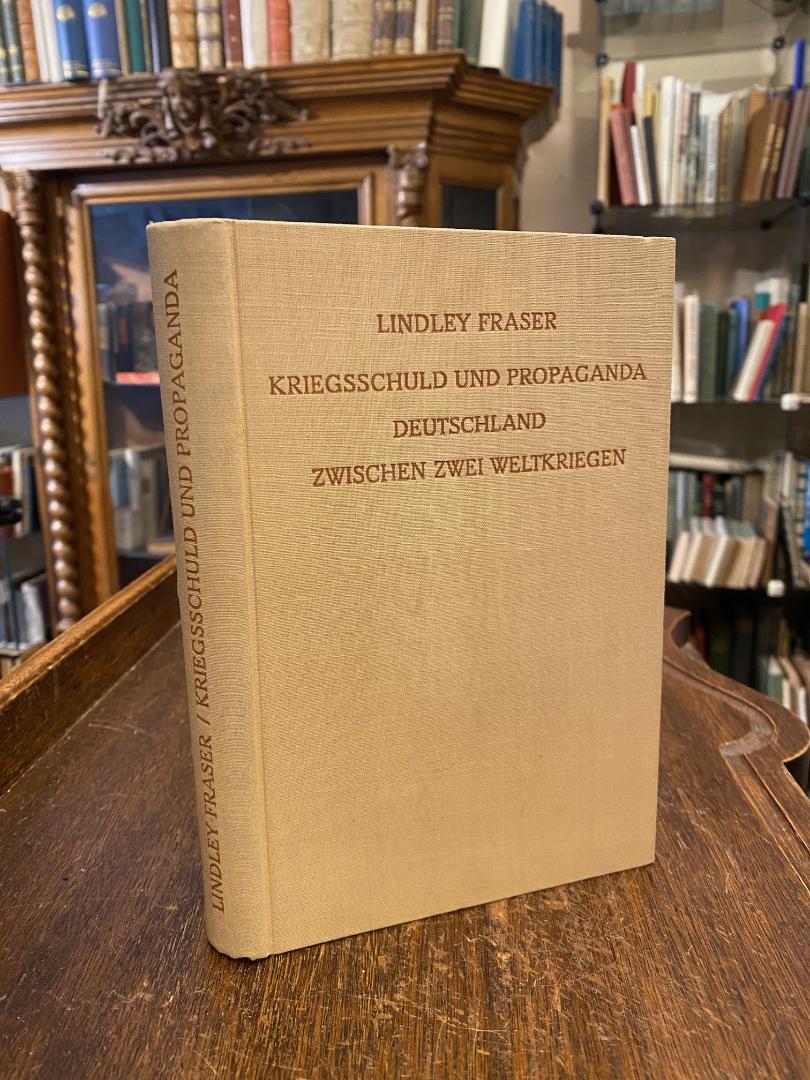 LINDLEY FRASER
KRIEGSSCHULD UND PROPAGANDA
DEUTSCHLAND
ZWISCHEN ZWEI WELTKRIEGEN
LINDLEY FRASER / KRIEGSSCHULD UND PROPAGANDA